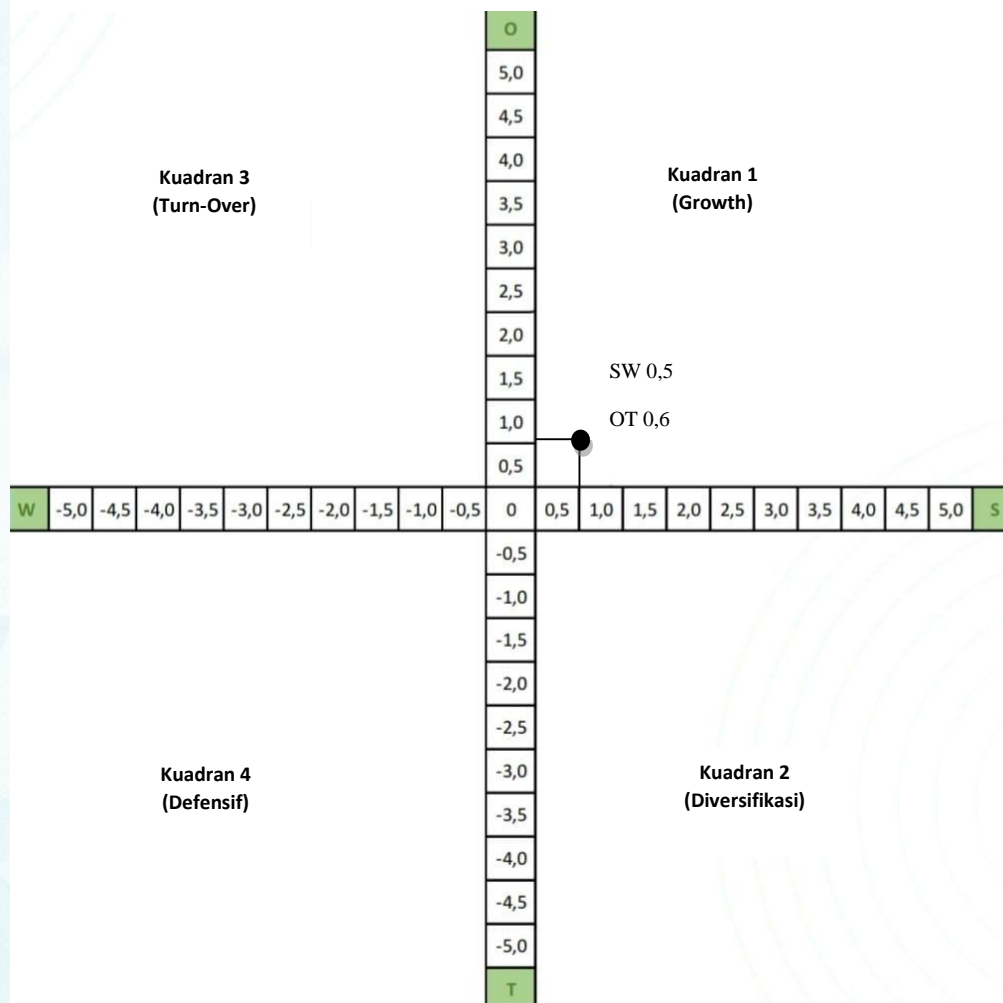 O
5,0
4,5
4,0
Kuadran 3
(Turn-Over)
Kuadran 1
(Growth)
3,5
3,0
2,5
2,0
1,5
SW 0,5
1,0
OT 0,6
0,5
W -5,0 -4,5 -4,0 -3,5 -3,0 -2,5 -2,0 -1,5 -1,0 -0,5 0 0,5 1,0 1,5 2,0 2,5 3,0 3,5 4,0 4,5 5,0 S
-0,5
-1,0
-1,5
-2,0
-2,5
-3,0
Kuadran 4
(Defensif)
Kuadran 2
(Diversifikasi)
-3,5
-4,0
-4,5
-5,0
T